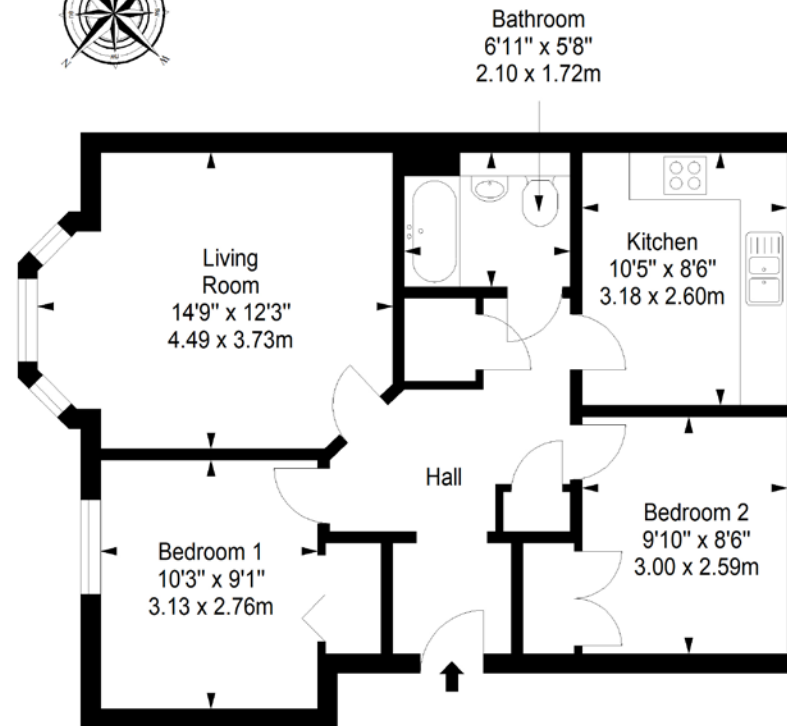 Bathroom
6'11" x 5'8"
2.10 x 1.72m
Living
Room
14'9" x 12'3"
4.49 x 3.73m
Kitchen
10'5" x 8'6"
3.18 x 2.60m
Hall
Bedroom 1
10'3" x 9'1"
3.13 x 2.76m
Bedroom 2
9'10" x 8'6"
3.00 x 2.59m
N
W